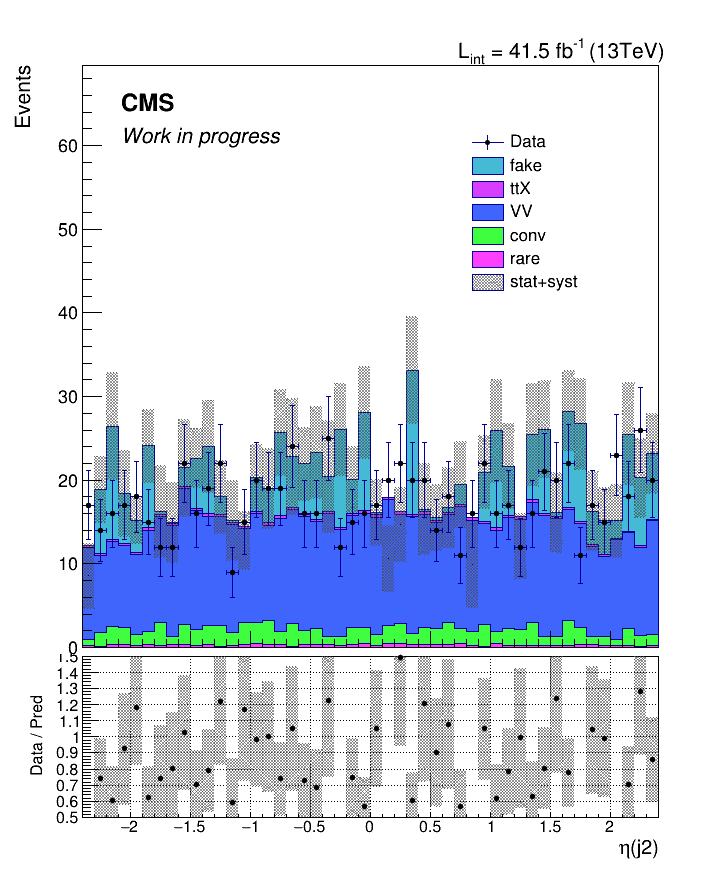 L_int = 41.5 fb^-1 (13TeV)
Events
CMS
Work in progress
Data
fake
ttX
VV
conv
rare
stat+syst
60
50
40
30
20
10
0
Data / Pred
1.5
1.4
1.3
1.2
1.1
1
0.9
0.8
0.7
0.6
0.5
−2 −1.5 −1 −0.5 0 0.5 1 1.5 2
η(j2)